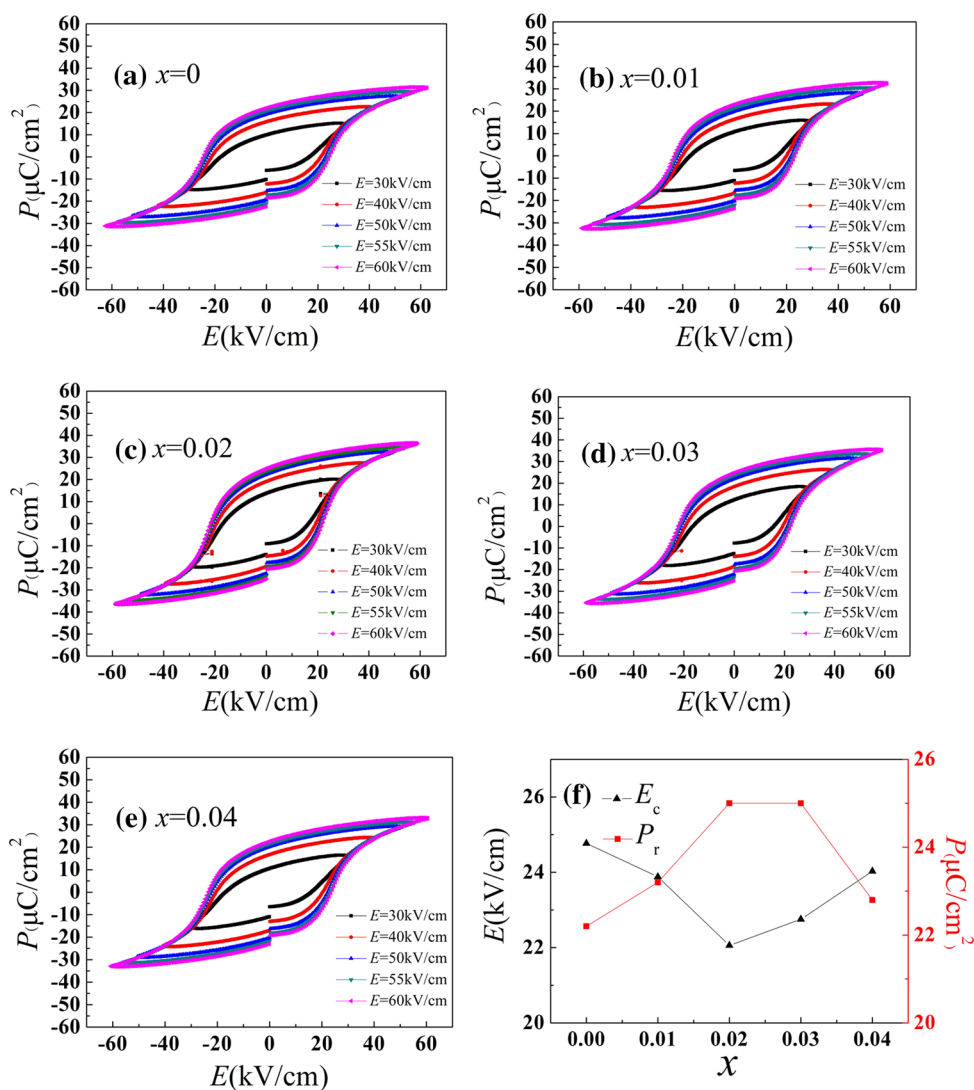 (a) x=0
P(μC/cm²)
60
50
40
30
20
10
0
-10
-20
-30
-40
-50
-60
E=30kV/cm
E=40kV/cm
E=50kV/cm
E=55kV/cm
E=60kV/cm
-60 -40 -20 0 20 40 60
E(kV/cm)
(b) x=0.01
P(μC/cm²)
60
50
40
30
20
10
0
-10
-20
-30
-40
-50
-60
E=30kV/cm
E=40kV/cm
E=50kV/cm
E=55kV/cm
E=60kV/cm
-60 -40 -20 0 20 40 60
E(kV/cm)
(c) x=0.02
P(μC/cm²)
60
50
40
30
20
10
0
-10
-20
-30
-40
-50
-60
E=30kV/cm
E=40kV/cm
E=50kV/cm
E=55kV/cm
E=60kV/cm
-60 -40 -20 0 20 40 60
E(kV/cm)
(d) x=0.03
P(μC/cm²)
60
50
40
30
20
10
0
-10
-20
-30
-40
-50
-60
E=30kV/cm
E=40kV/cm
E=50kV/cm
E=55kV/cm
E=60kV/cm
-60 -40 -20 0 20 40 60
E(kV/cm)
(e) x=0.04
P(μC/cm²)
60
50
40
30
20
10
0
-10
-20
-30
-40
-50
-60
E=30kV/cm
E=40kV/cm
E=50kV/cm
E=55kV/cm
E=60kV/cm
-60 -40 -20 0 20 40 60
E(kV/cm)
(f)
Ec
Pr
E(kV/cm)
26
24
22
20
P(μC/cm²)
26
24
22
20
0.00 0.01 0.02 0.03 0.04
x